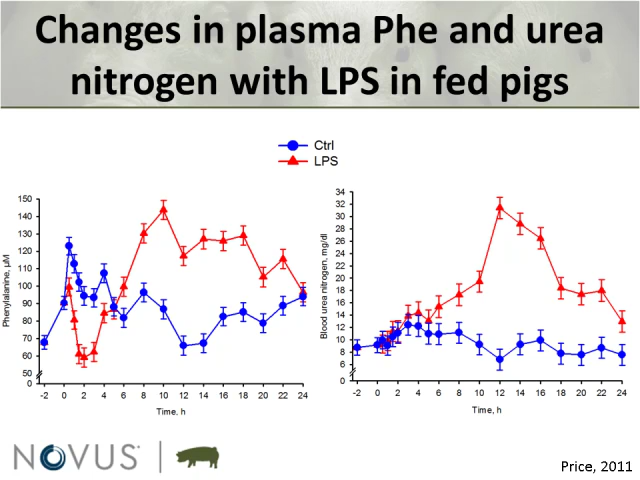 Changes in plasma Phe and urea
nitrogen with LPS in fed pigs
Ctrl
LPS
Phenylalanine, µM
150
140
130
120
110
100
90
80
70
60
50
0
-2 0 2 4 6 8 10 12 14 16 18 20 22 24
Time, h
Blood urea nitrogen, mg/dl
34
32
30
28
26
24
22
20
18
16
14
12
10
8
6
0
-2 0 2 4 6 8 10 12 14 16 18 20 22 24
Time, h
NOVUS
Price, 2011